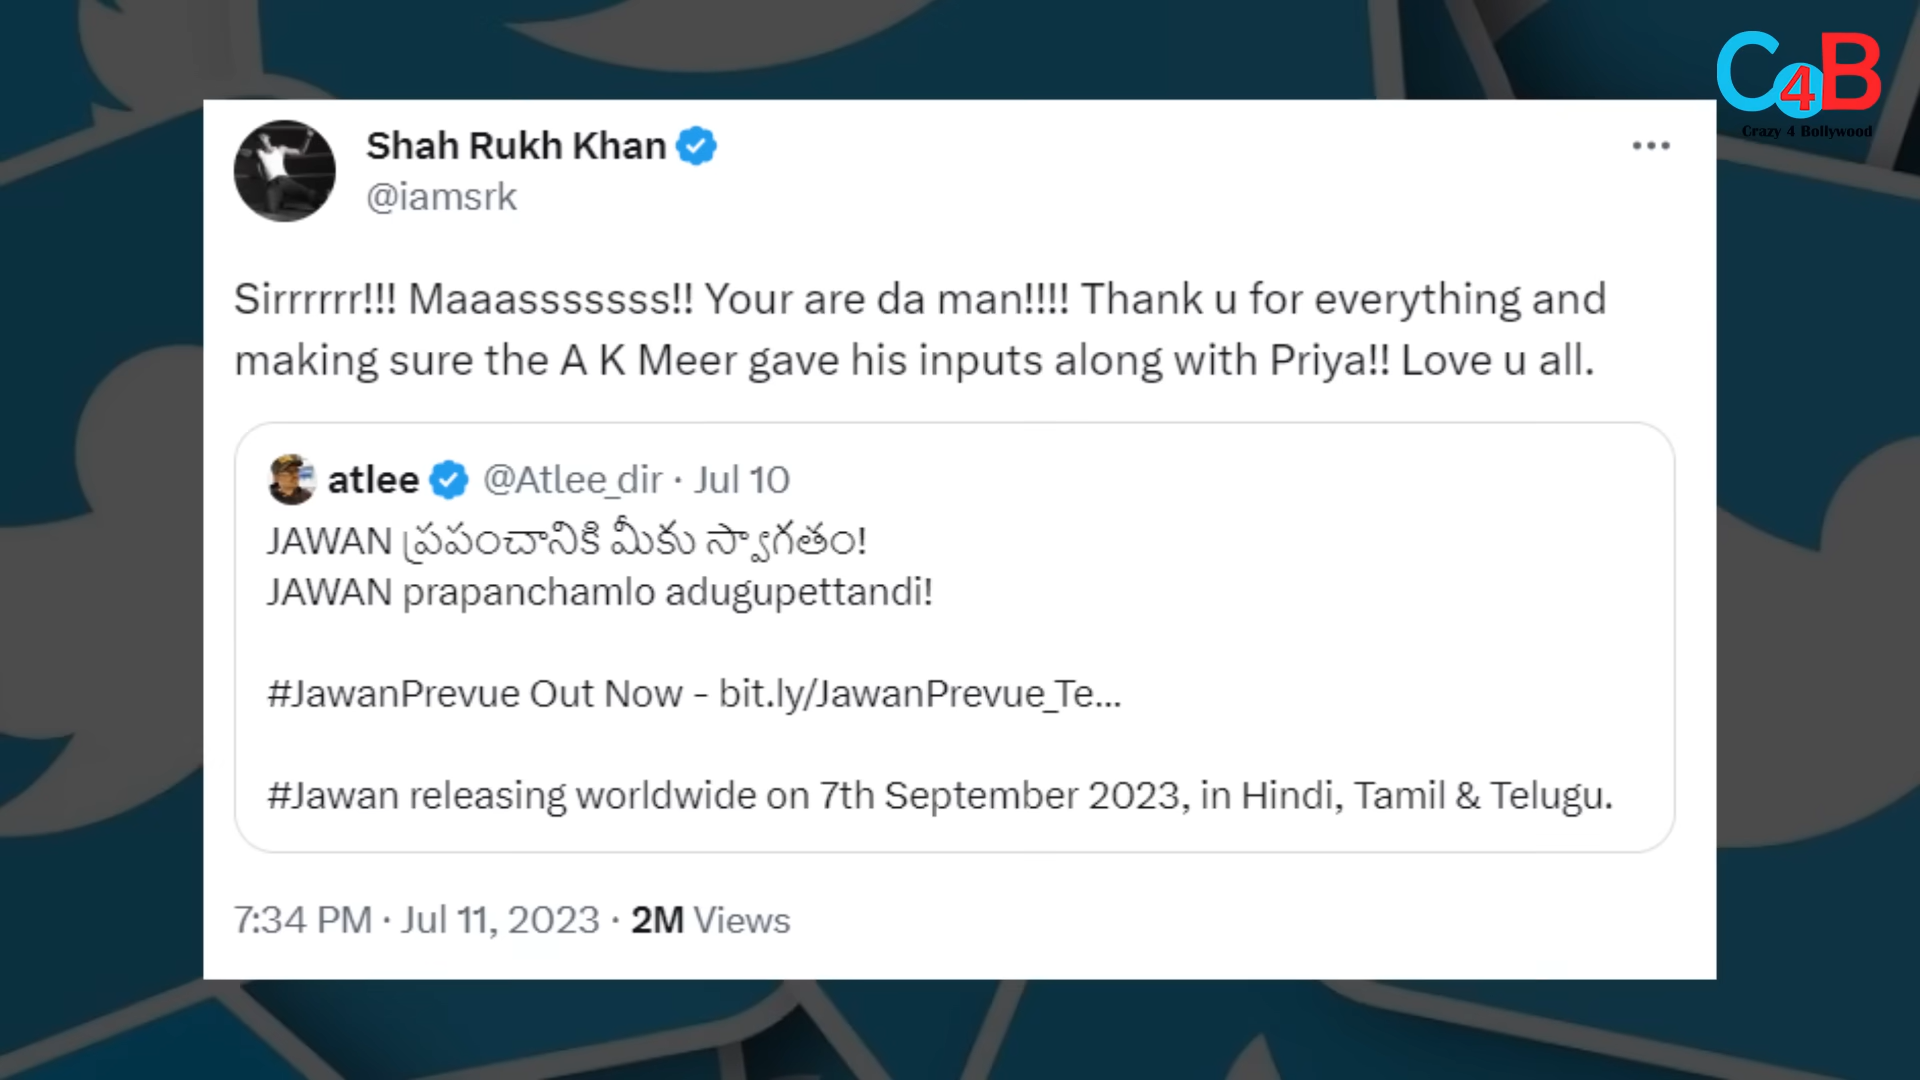 C4B
Crazy 4 Bollywood
Shah Rukh Khan
@iamsrk
Sirrrrrr!!! Maaasssssss!! Your are da man!!!! Thank u for everything and
making sure the A K Meer gave his inputs along with Priya!! Love u all.
atlee @Atlee_dir · Jul 10
JAWAN ప్రపంచానికి మీకు స్వాగతం!
JAWAN prapanchamlo adugupettandi!
#JawanPrevue Out Now - bit.ly/JawanPrevue_Te...
#Jawan releasing worldwide on 7th September 2023, in Hindi, Tamil & Telugu.
7:34 PM · Jul 11, 2023 · 2M Views